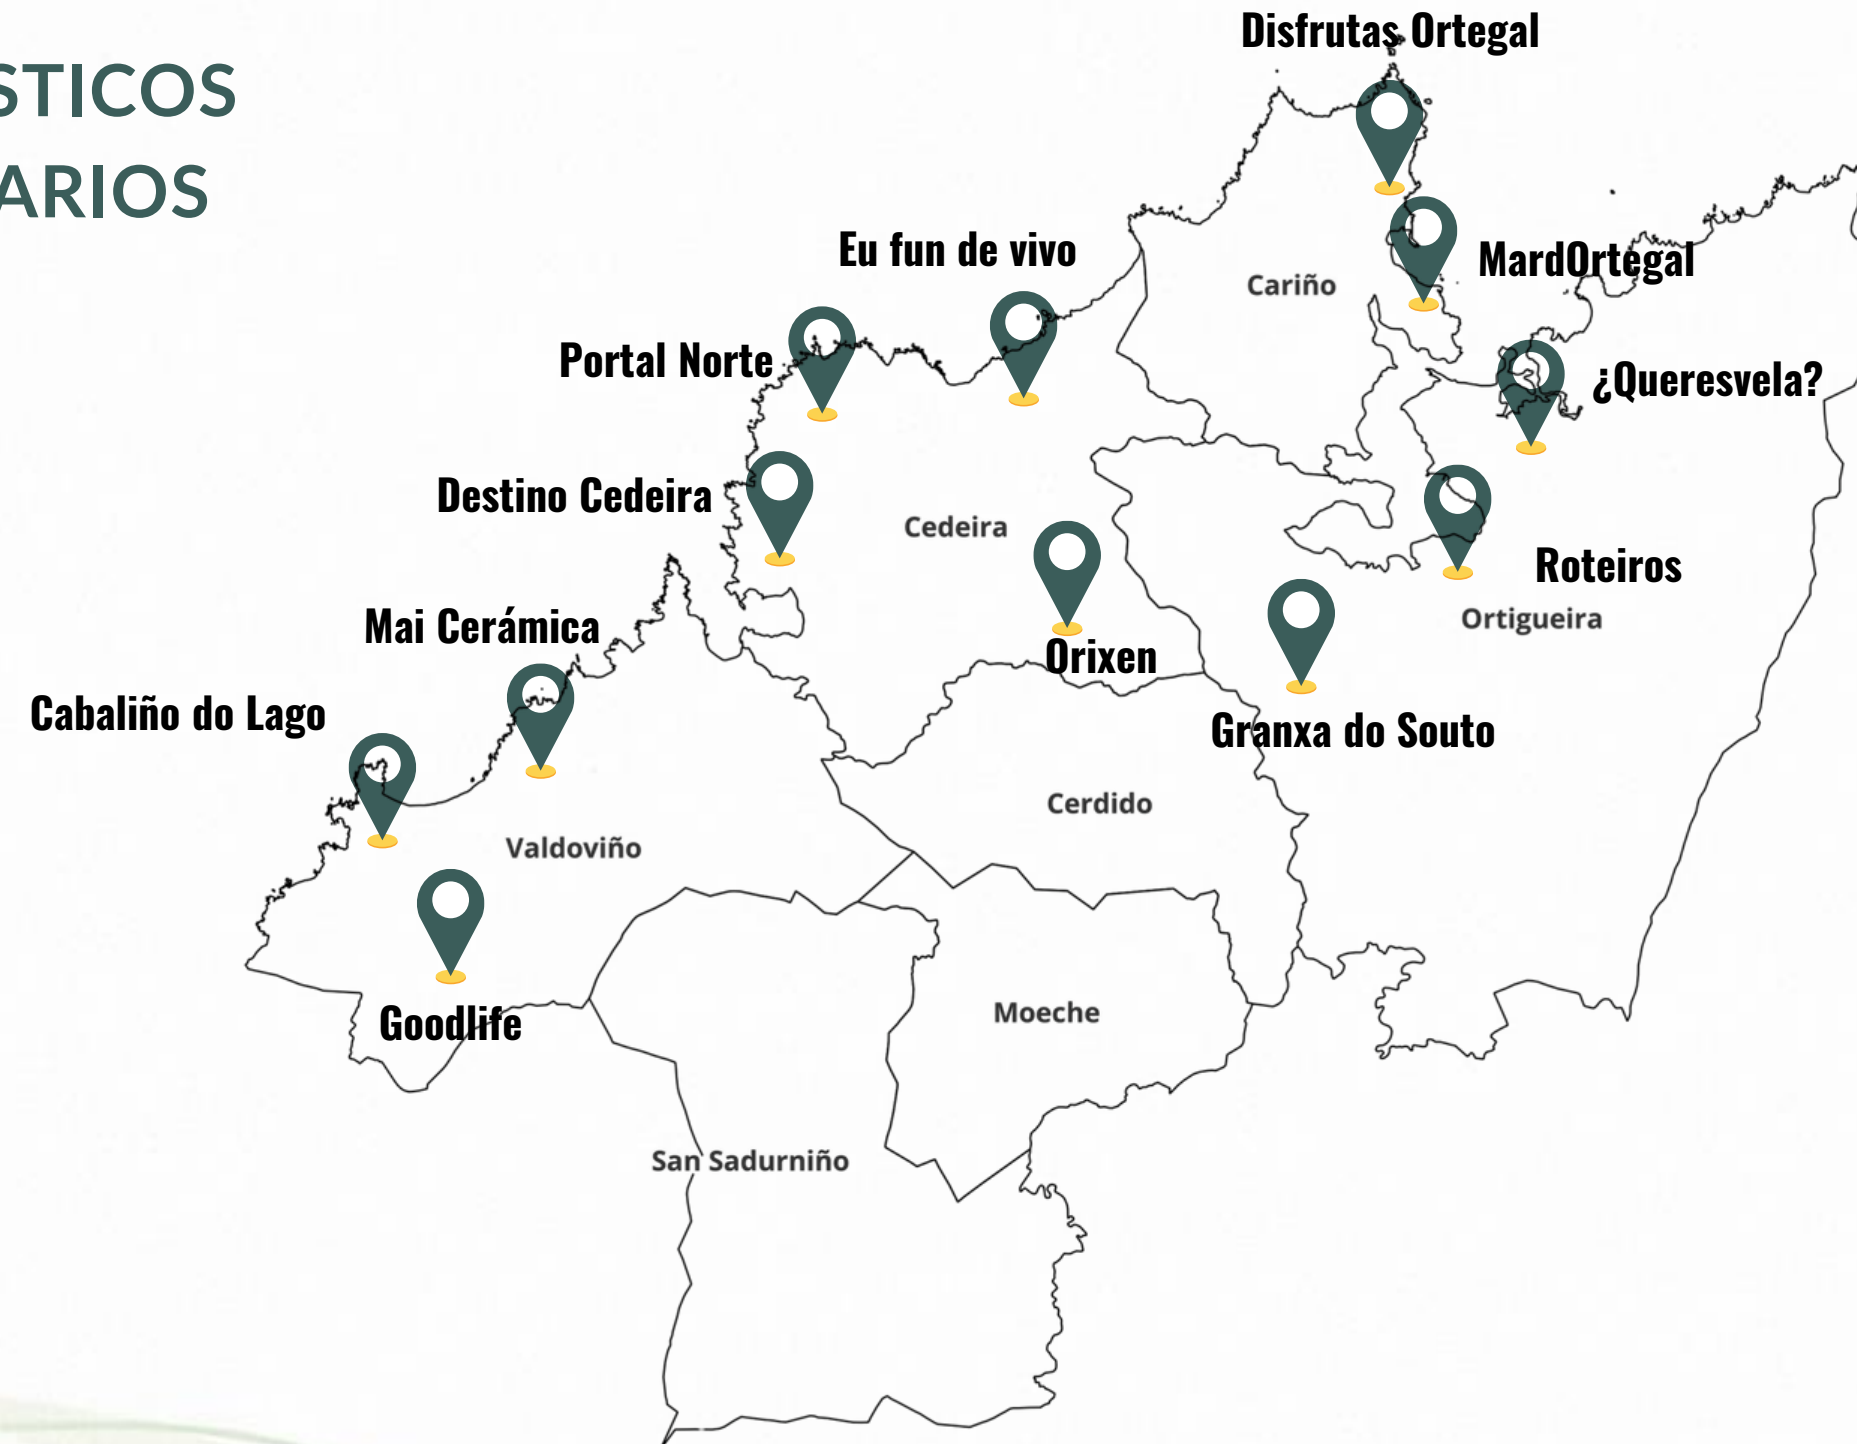 STICOS
ARIOS
Disfrutas Ortegal
Eu fun de vivo
MardOrtegal
Cariño
Portal Norte
¿Queresvela?
Destino Cedeira
Cedeira
Roteiros
Ortigueira
Mai Cerámica
Orixen
Cabaliño do Lago
Granxa do Souto
Cerdido
Valdoviño
Moeche
Goodlife
San Sadurniño